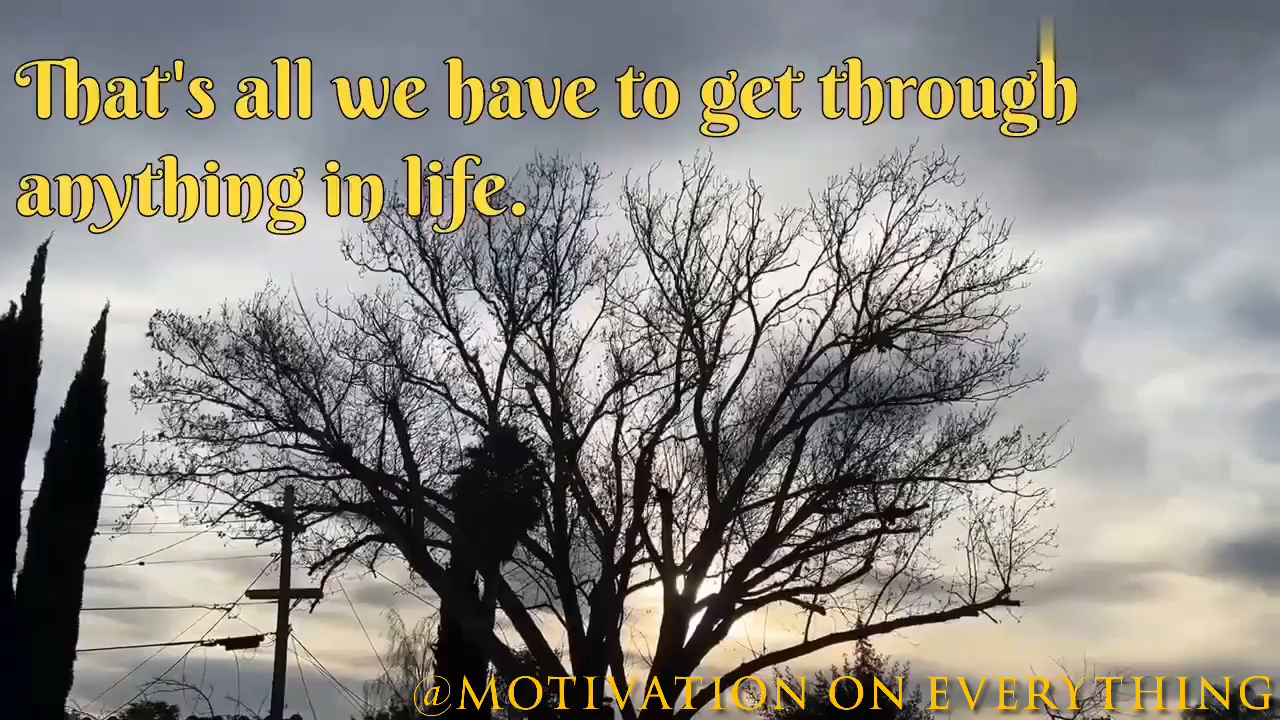 That's all we have to get through
anything in life.
@MOTIVATION ON EVERYTHING